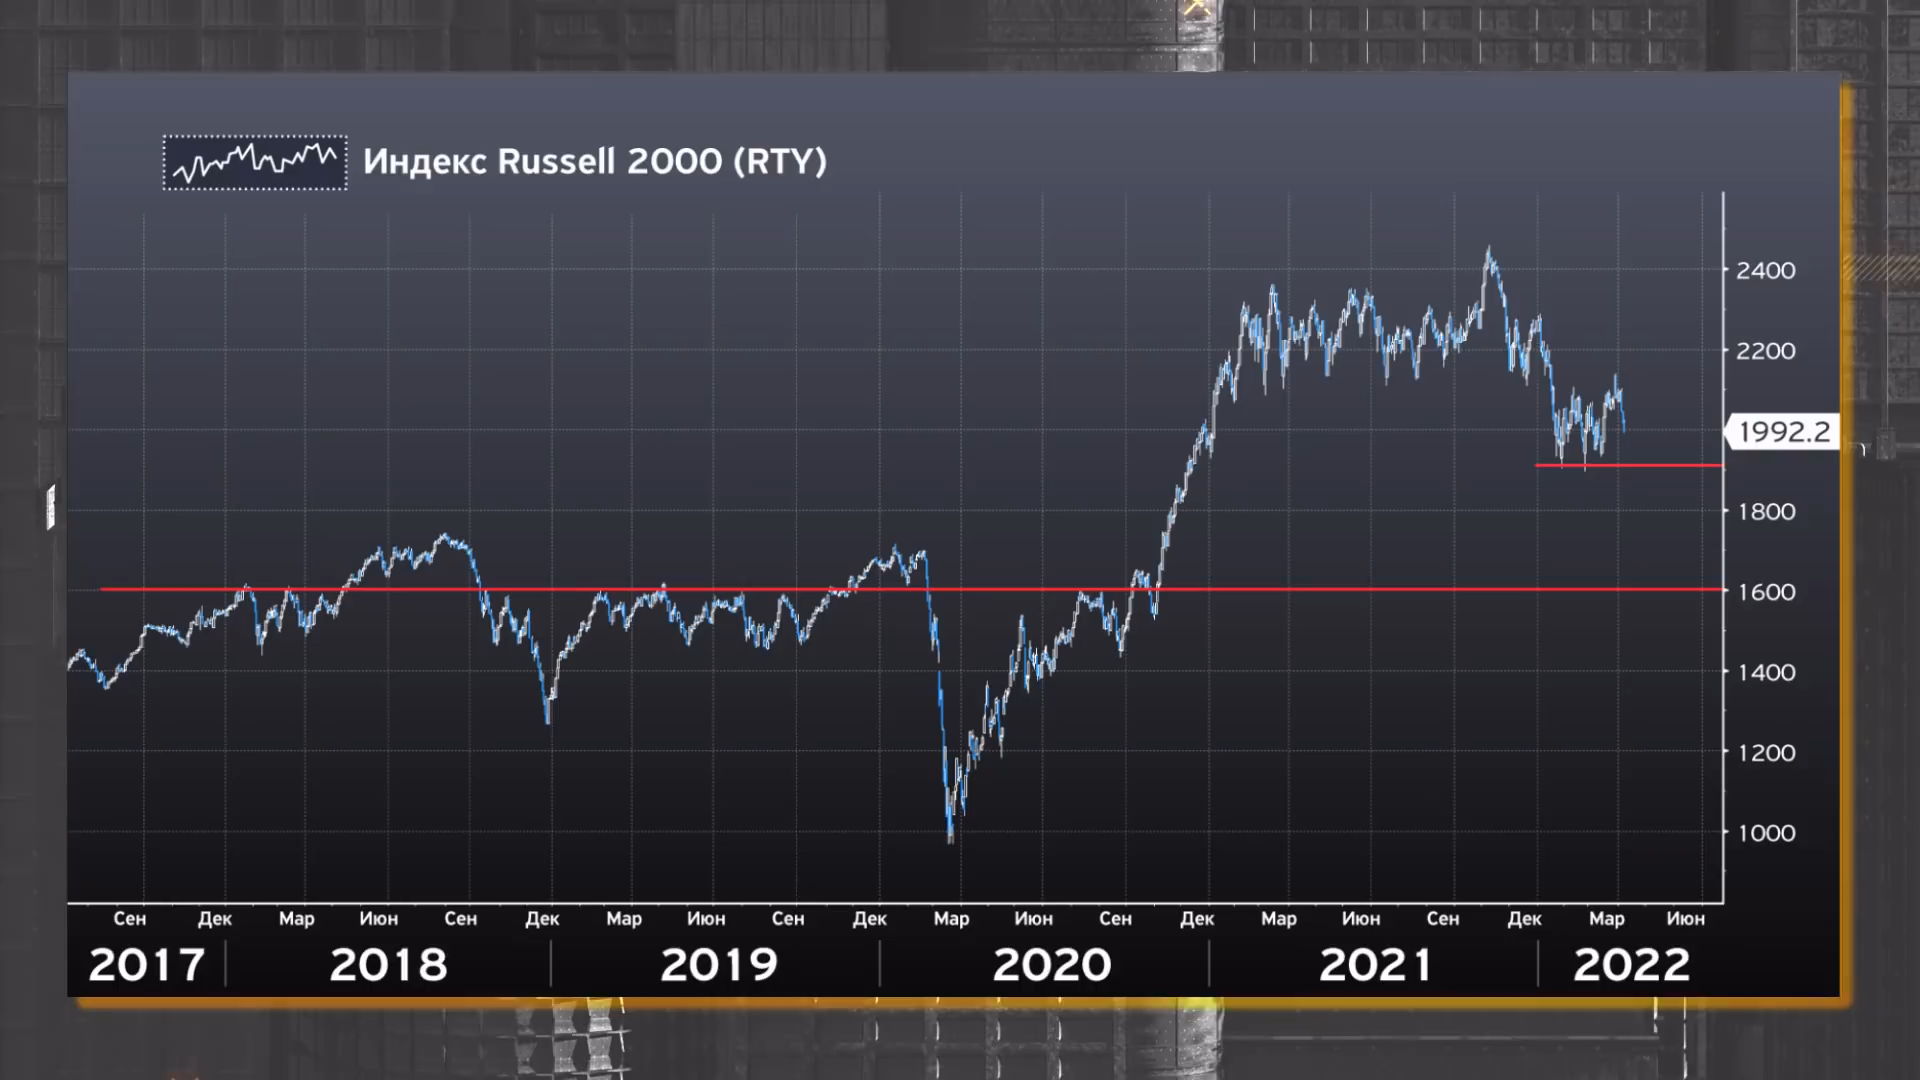 Индекс Russell 2000 (RTY)
2400
2200
1992.2
1800
1600
1400
1200
1000
Сен Дек Мар Июн Сен Дек Мар Июн Сен Дек Мар Июн Сен Дек Мар Июн Сен Дек Мар Июн
2017 2018 2019 2020 2021 2022